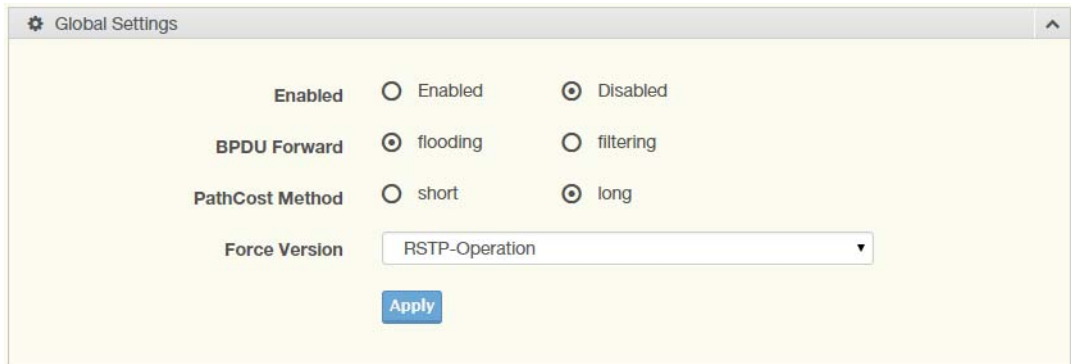 Global Settings
Enabled Enabled Disabled
BPDU Forward flooding filtering
PathCost Method short long
Force Version RSTP-Operation
Apply